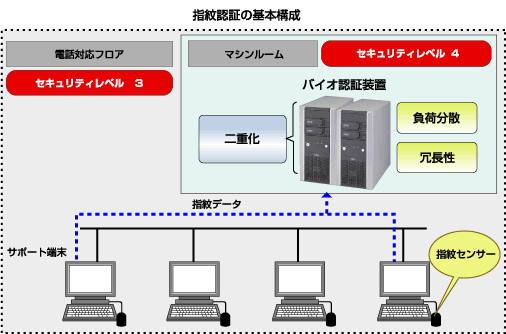 指紋認証の基本構成
電話対応フロア
セキュリティレベル 3
マシンルーム
セキュリティレベル 4
バイオ認証装置
二重化
負荷分散
冗長性
指紋データ
サポート端末
指紋センサー